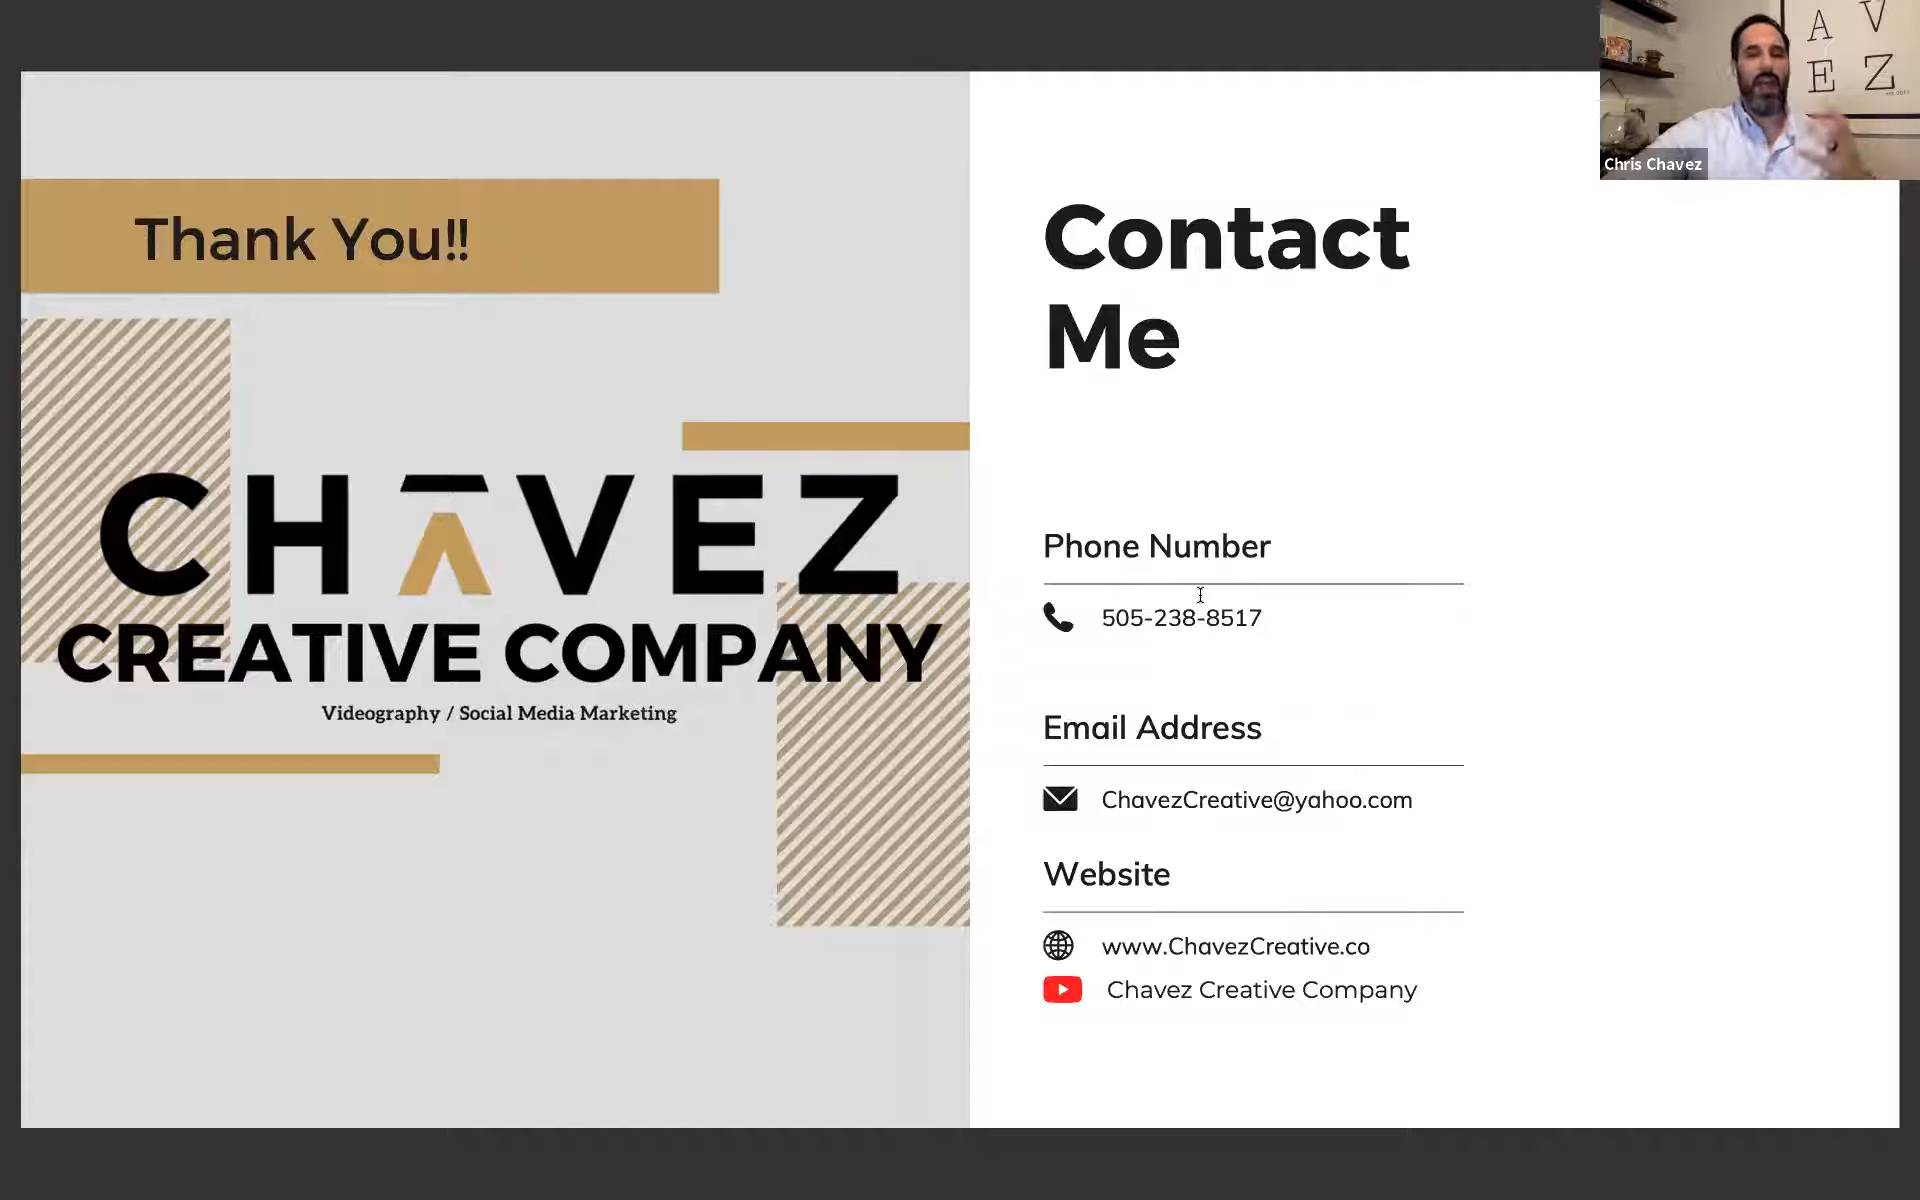 Thank You!!
CHAVEZ
CREATIVE COMPANY
Videography / Social Media Marketing
Contact
Me
Phone Number
505-238-8517
Email Address
ChavezCreative@yahoo.com
Website
www.ChavezCreative.co
Chavez Creative Company
A V
E Z
Chris Chavez